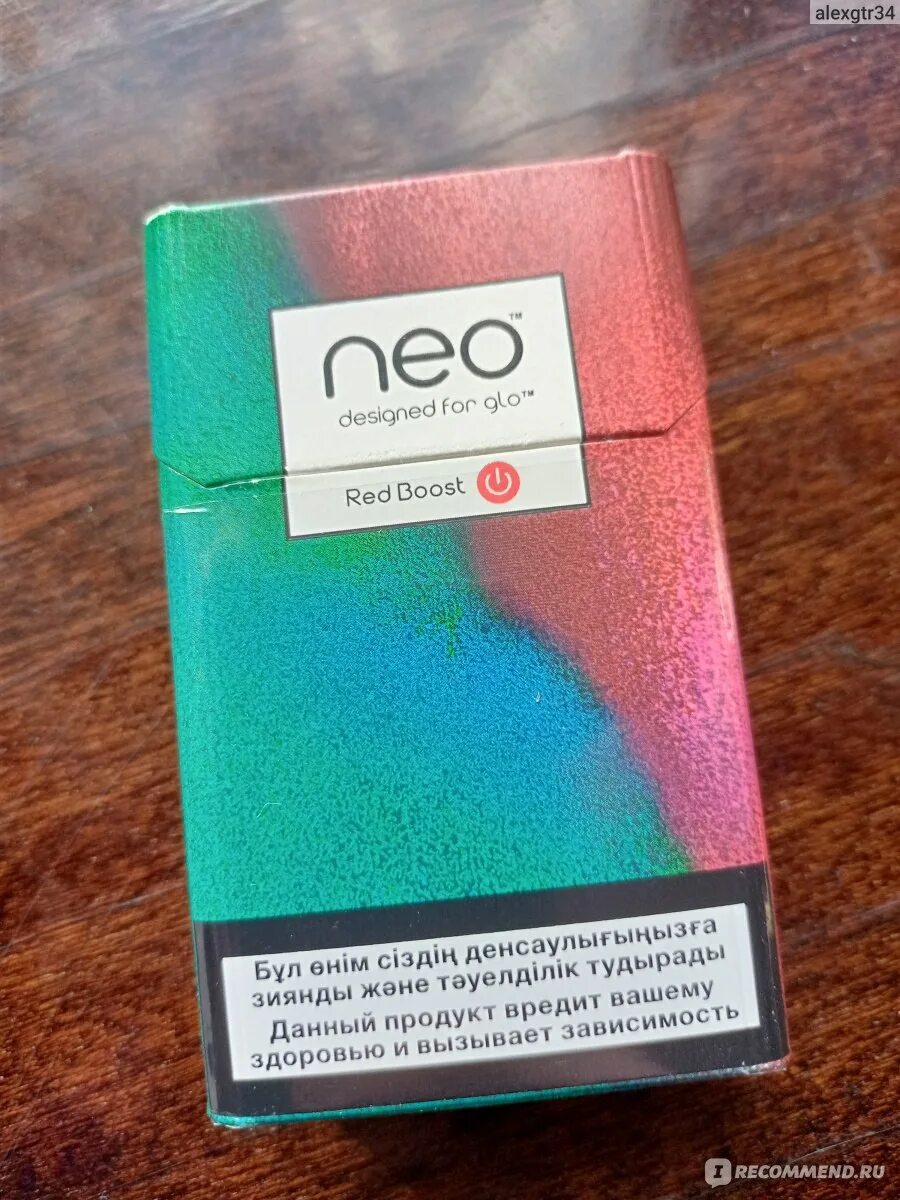 alexgtr34
neo™
designed for glo™
Red Boost
Бұл өнім сіздің денсаулығыңызға
зиянды және тәуелділік тудырады
Данный продукт вредит вашему
здоровью и вызывает зависимость
IRECOMMEND.RU